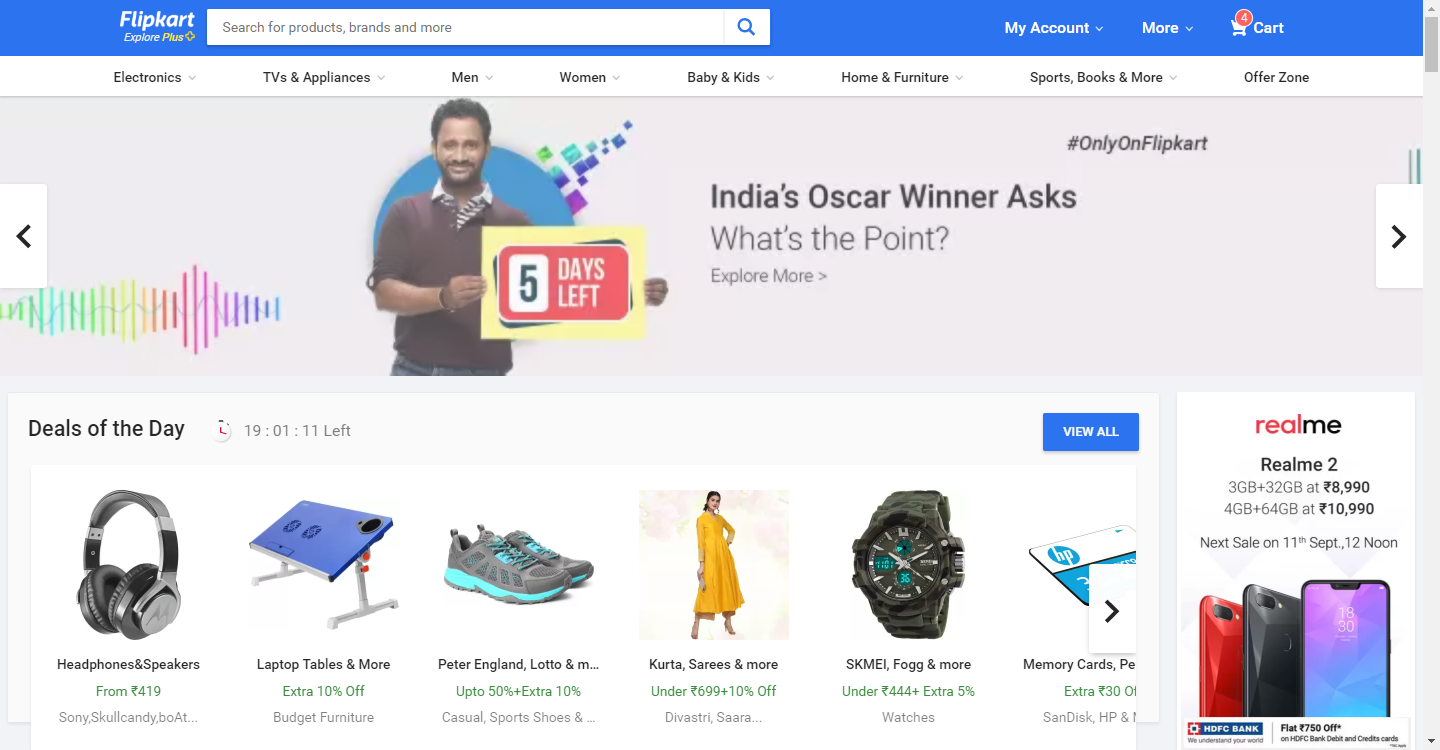 Flipkart
Explore Plus
Search for products, brands and more
My Account
More
4
Cart
Electronics
TVs & Appliances
Men
Women
Baby & Kids
Home & Furniture
Sports, Books & More
Offer Zone
#OnlyOnFlipkart
India's Oscar Winner Asks
What's the Point?
Explore More >
5 DAYS
LEFT
Deals of the Day
19 : 01 : 11 Left
VIEW ALL
hp
Headphones&Speakers
From ₹419
Sony,Skullcandy,boAt...
Laptop Tables & More
Extra 10% Off
Budget Furniture
Peter England, Lotto & m...
Upto 50%+Extra 10%
Casual, Sports Shoes & ...
Kurta, Sarees & more
Under ₹699+10% Off
Divastri, Saara...
SKMEI, Fogg & more
Under ₹444+ Extra 5%
Watches
Memory Cards, Pe
Extra ₹30 Of
SanDisk, HP &
realme
Realme 2
3GB+32GB at ₹8,990
4GB+64GB at ₹10,990
Next Sale on 11th Sept.,12 Noon
18
30
HDFC BANK
We understand your world
Flat ₹750 Off*
on HDFC Bank Debit and Credits cards